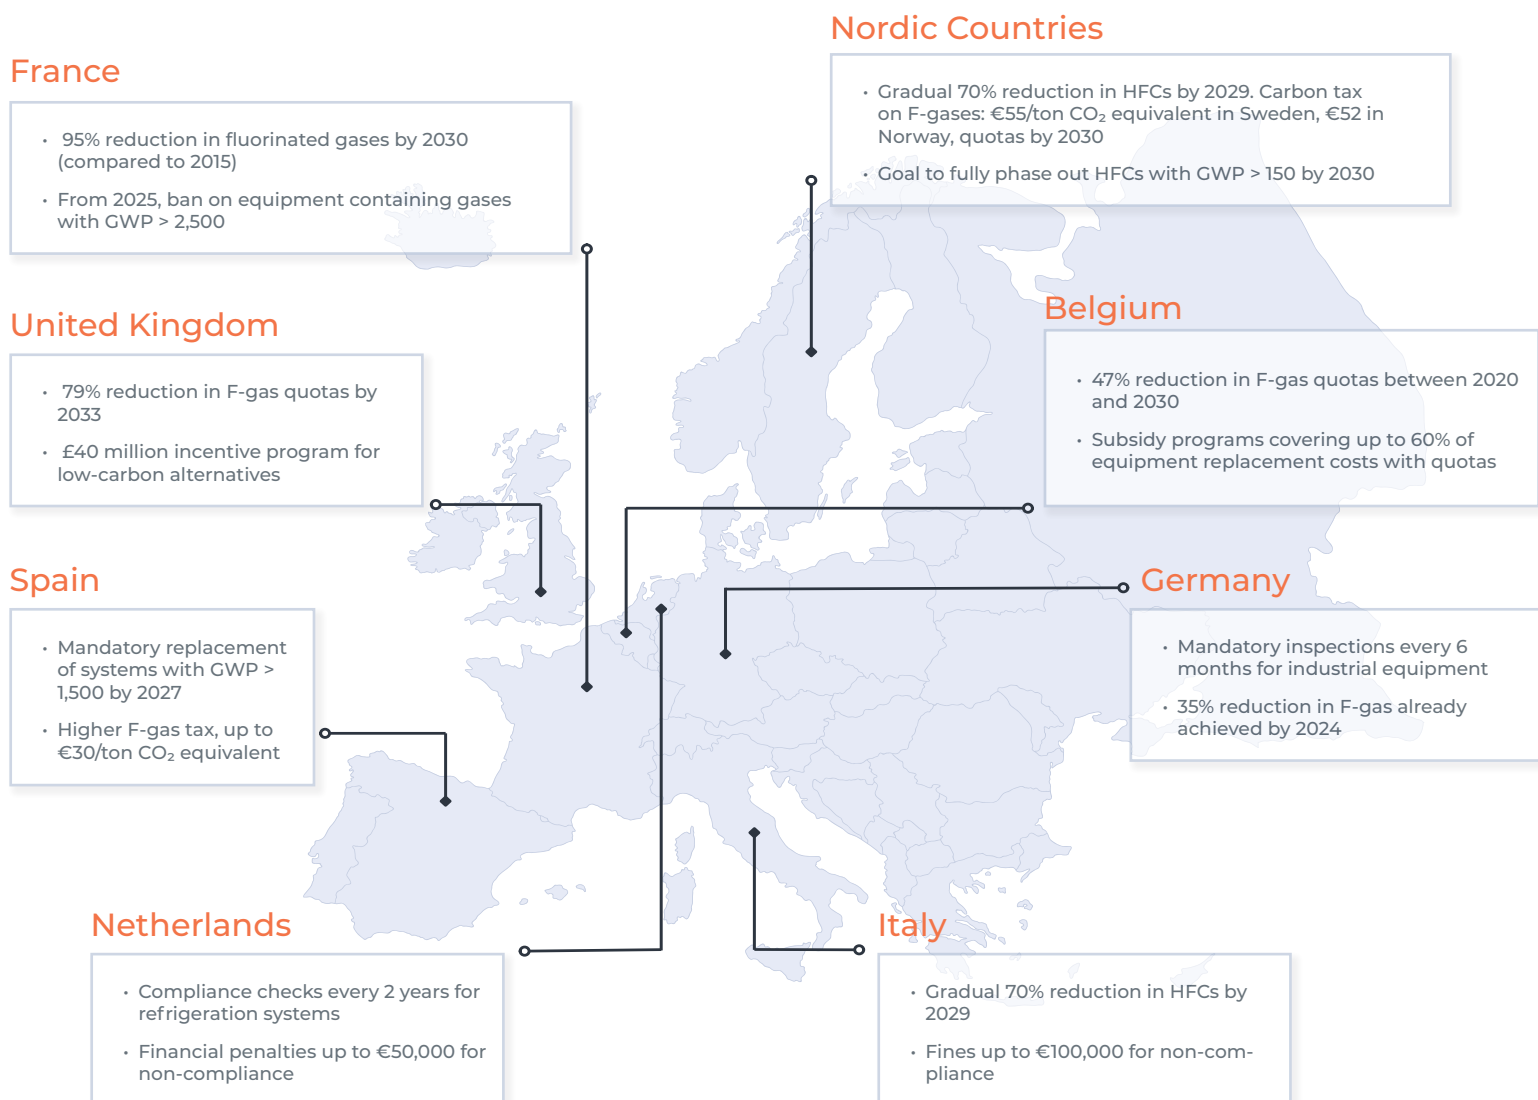 Nordic Countries
• Gradual 70% reduction in HFCs by 2029. Carbon tax
on F-gases: €55/ton CO₂ equivalent in Sweden, €52 in
Norway, quotas by 2030
• Goal to fully phase out HFCs with GWP > 150 by 2030
France
• 95% reduction in fluorinated gases by 2030
(compared to 2015)
• From 2025, ban on equipment containing gases
with GWP > 2,500
United Kingdom
• 79% reduction in F-gas quotas by
2033
• £40 million incentive program for
low-carbon alternatives
Belgium
• 47% reduction in F-gas quotas between 2020
and 2030
• Subsidy programs covering up to 60% of
equipment replacement costs with quotas
Spain
• Mandatory replacement
of systems with GWP >
1,500 by 2027
• Higher F-gas tax, up to
€30/ton CO₂ equivalent
Germany
• Mandatory inspections every 6
months for industrial equipment
• 35% reduction in F-gas already
achieved by 2024
Netherlands
• Compliance checks every 2 years for
refrigeration systems
• Financial penalties up to €50,000 for
non-compliance
Italy
• Gradual 70% reduction in HFCs by
2029
• Fines up to €100,000 for non-com-
pliance